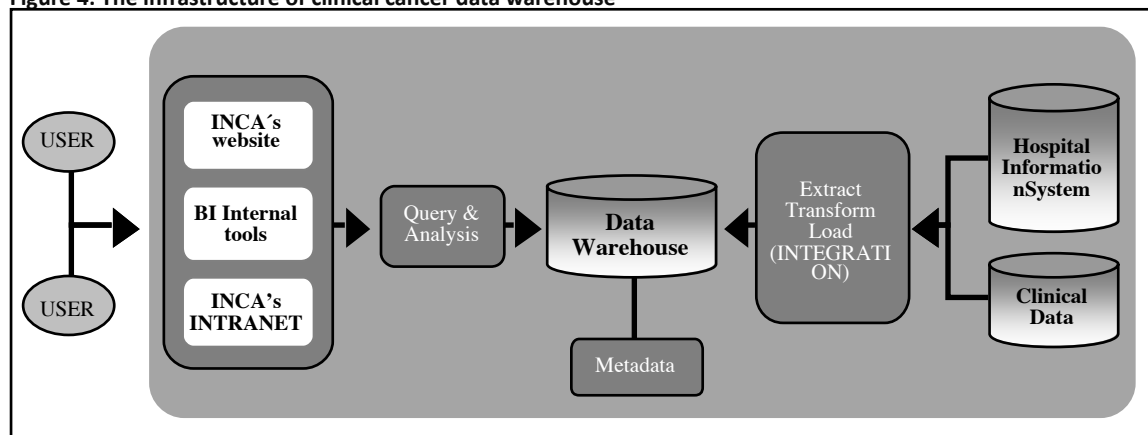 Figure 4. The infrastructure of clinical cancer data warehouse
USER
USER
INCA´s
website
BI Internal
tools
INCA’s
INTRANET
Query &
Analysis
Data
Warehouse
Metadata
Extract
Transform
Load
(INTEGRATI
ON)
Hospital
Informatio
nSystem
Clinical
Data